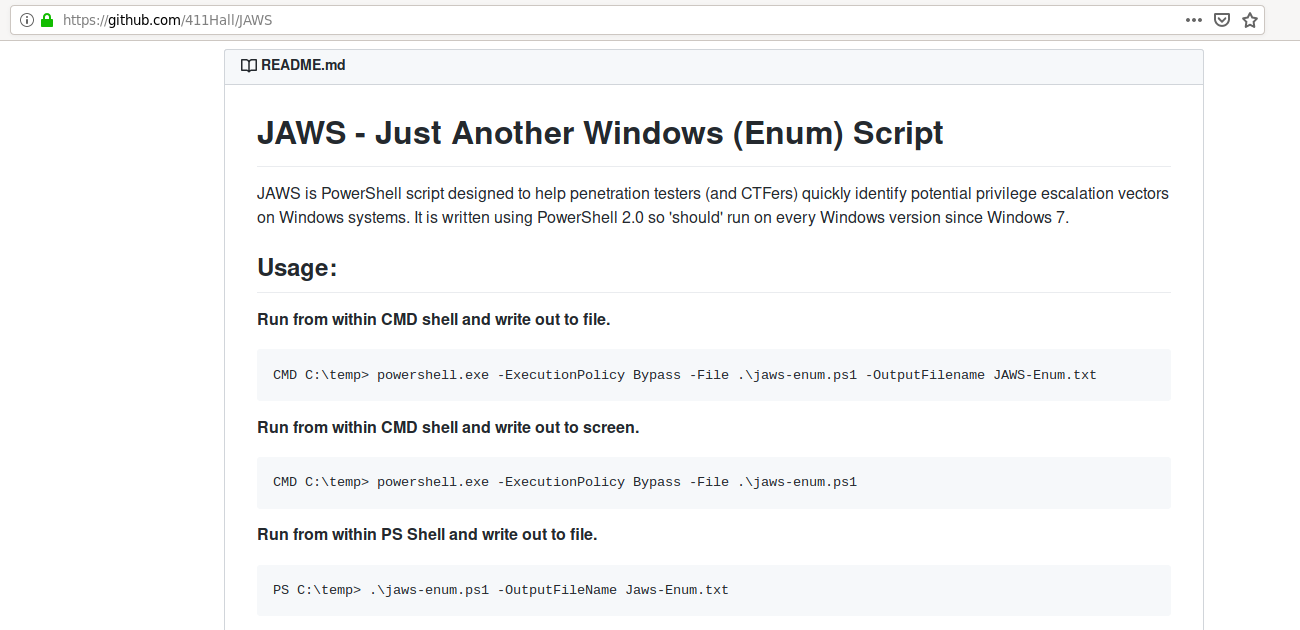 https://github.com/411Hall/JAWS
README.md
JAWS - Just Another Windows (Enum) Script
JAWS is PowerShell script designed to help penetration testers (and CTFers) quickly identify potential privilege escalation vectors
on Windows systems. It is written using PowerShell 2.0 so 'should' run on every Windows version since Windows 7.
Usage:
Run from within CMD shell and write out to file.
CMD C:\temp> powershell.exe -ExecutionPolicy Bypass -File .\jaws-enum.ps1 -OutputFilename JAWS-Enum.txt
Run from within CMD shell and write out to screen.
CMD C:\temp> powershell.exe -ExecutionPolicy Bypass -File .\jaws-enum.ps1
Run from within PS Shell and write out to file.
PS C:\temp> .\jaws-enum.ps1 -OutputFileName Jaws-Enum.txt